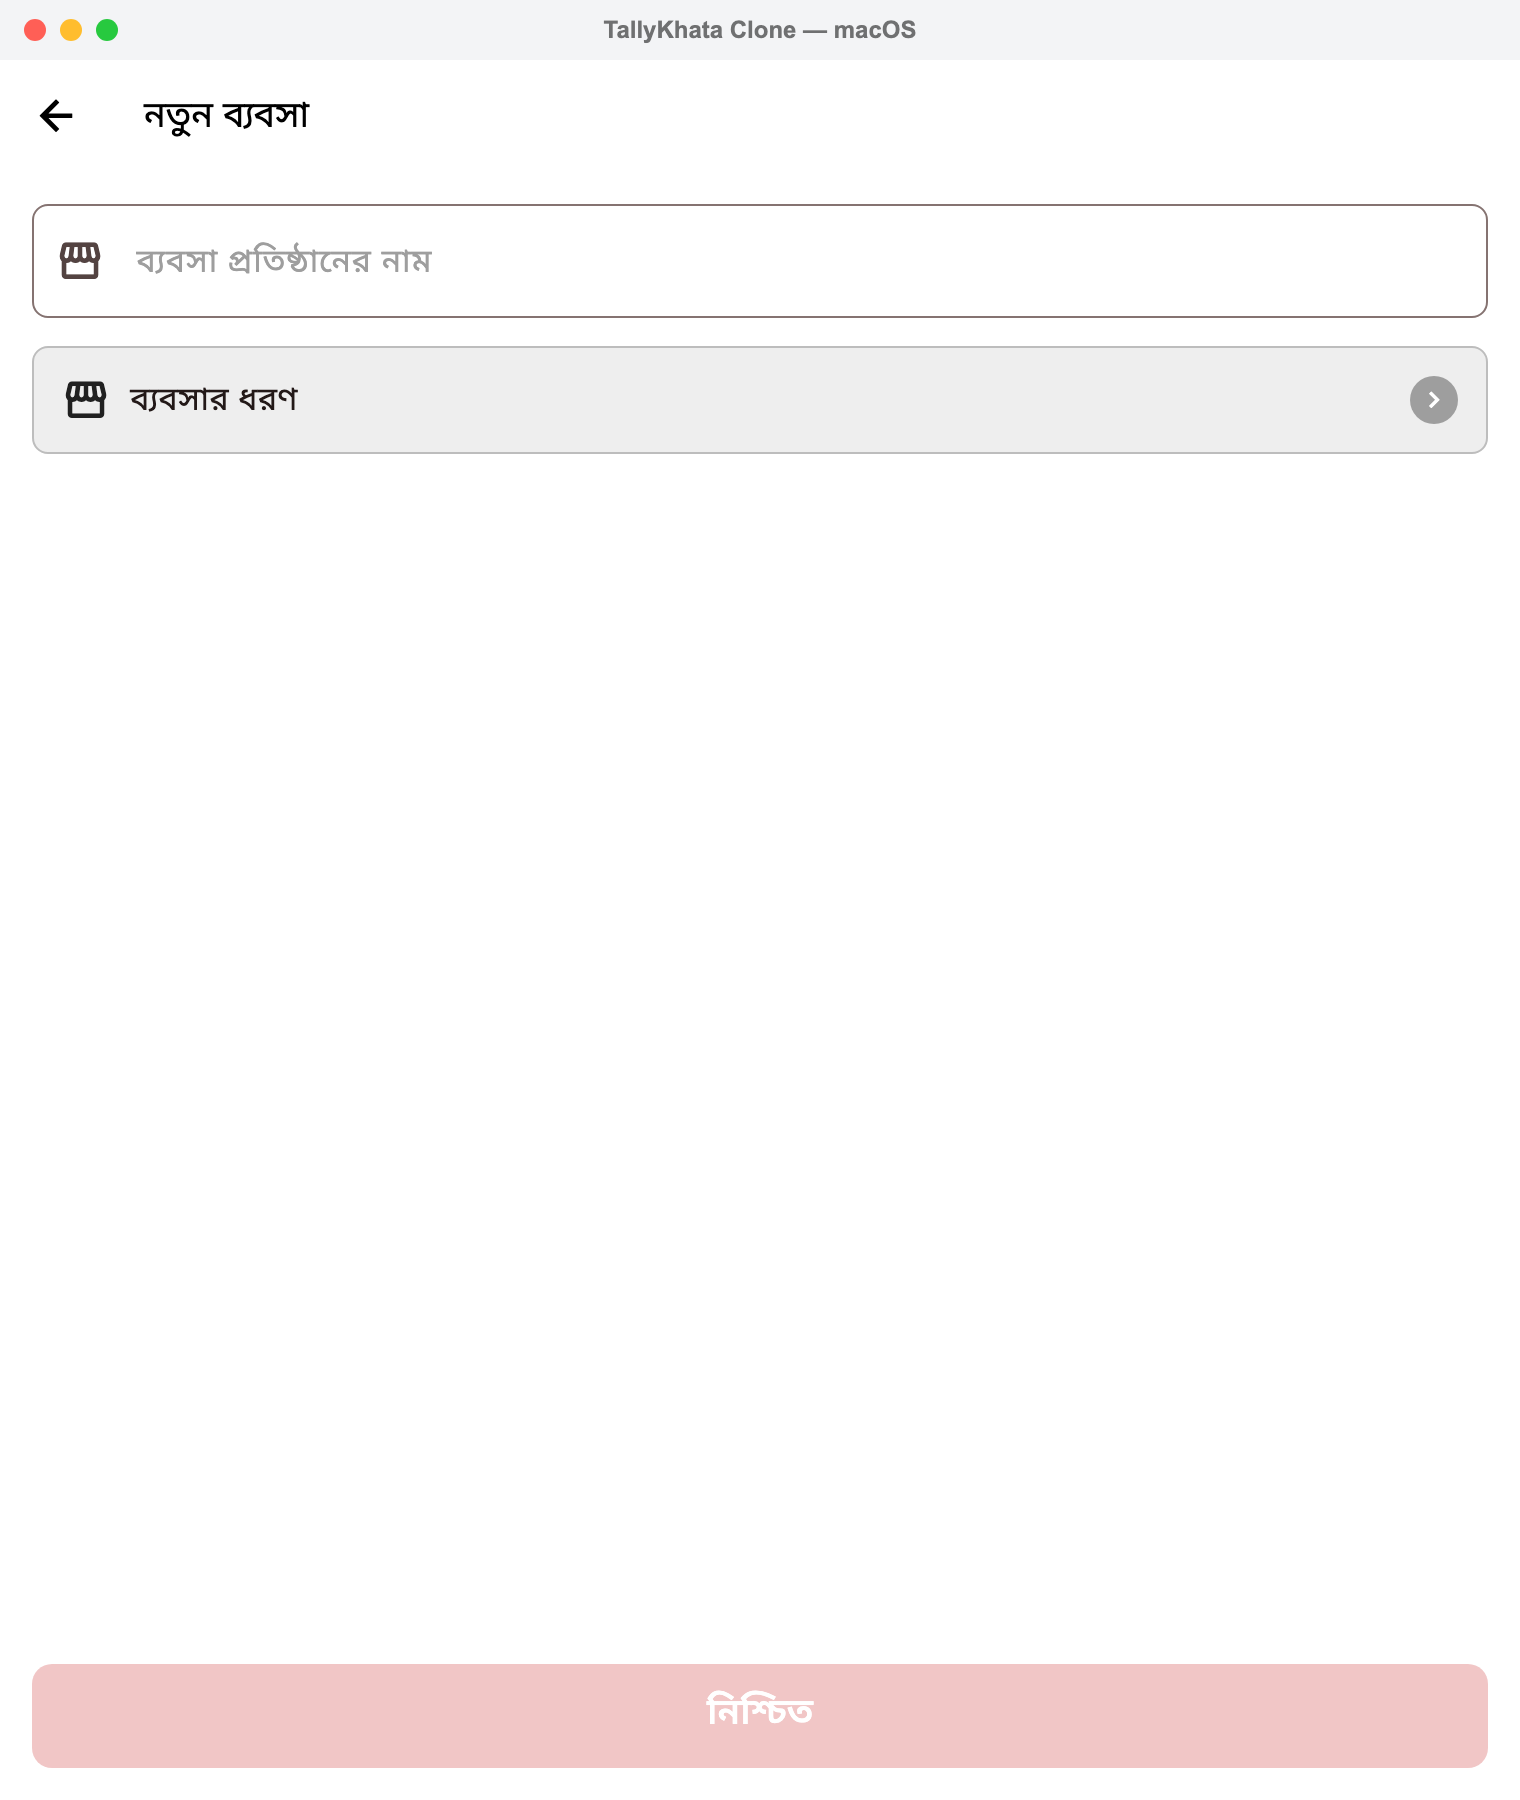 TallyKhata Clone — macOS
নতুন ব্যবসা
ব্যবসা প্রতিষ্ঠানের নাম
ব্যবসার ধরণ
নিশ্চিত